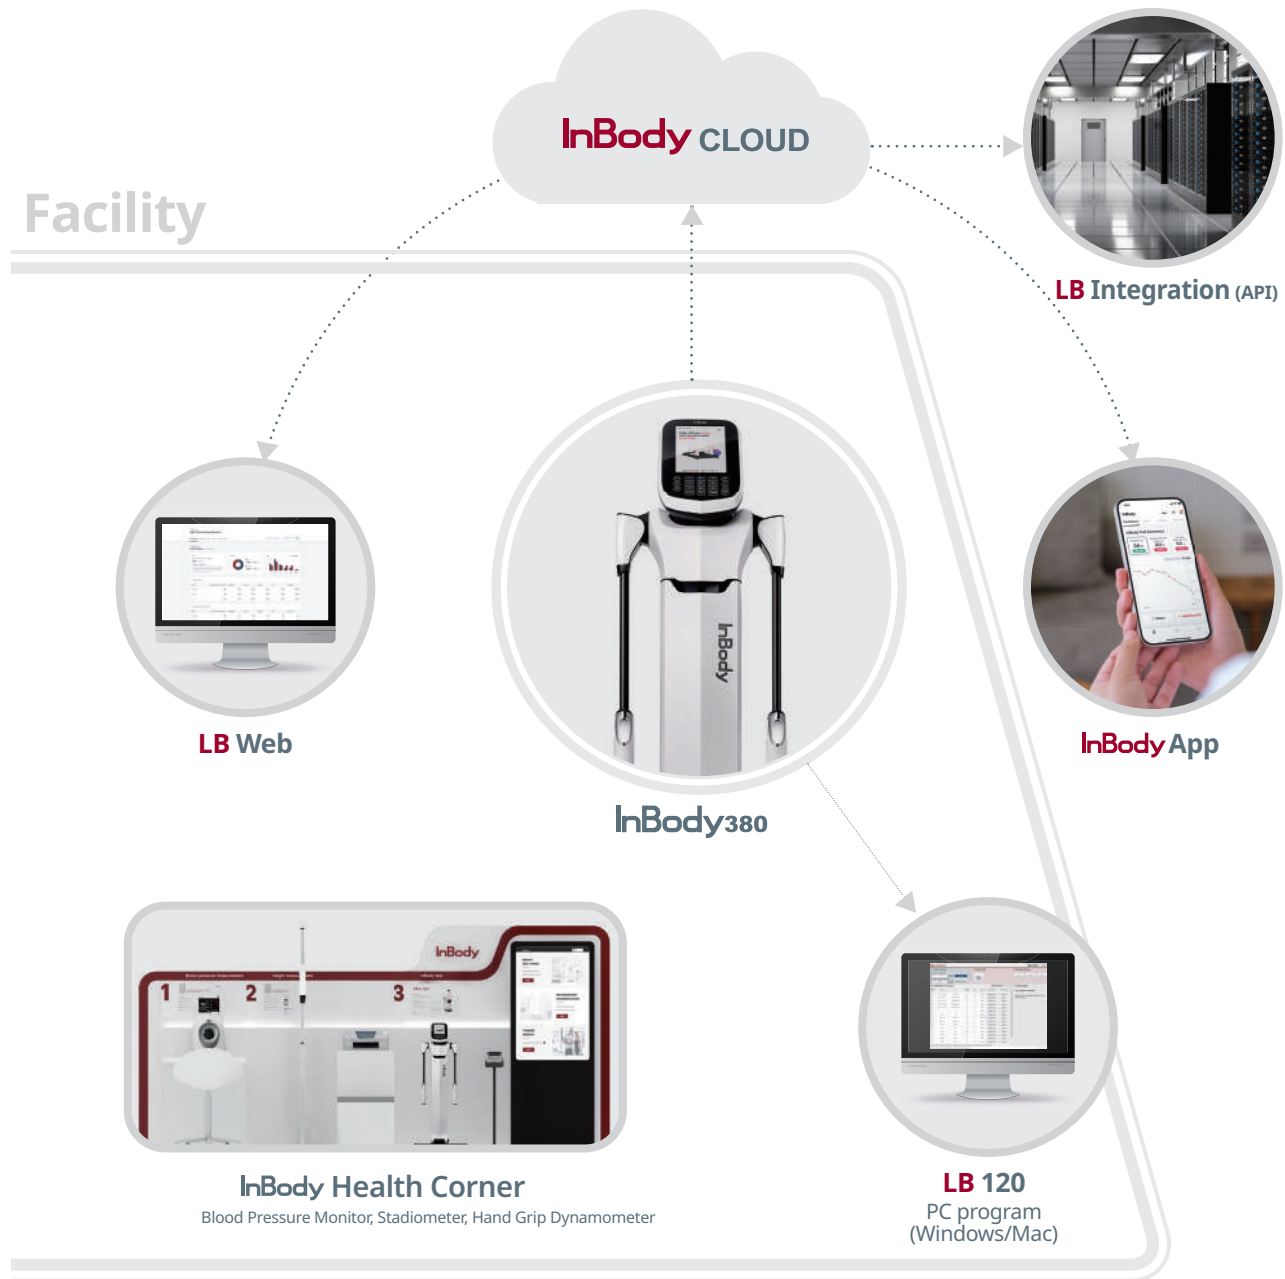 InBody CLOUD
Facility
LB Integration (API)
InBody
LB Web
InBody App
InBody380
InBody
1
2
3
InBody Health Corner
Blood Pressure Monitor, Stadiometer, Hand Grip Dynamometer
LB 120
PC program
(Windows/Mac)